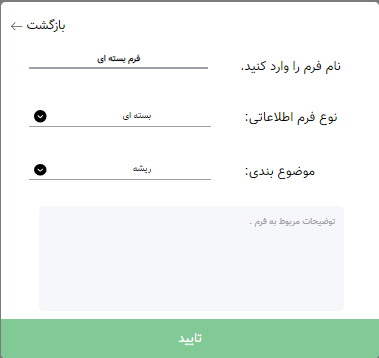 بازگشت
نام فرم را وارد کنید.
فرم بسته ای
نوع فرم اطلاعاتی:
بسته ای
موضوع بندی:
ریشه
توضیحات مربوط به فرم .
تایید